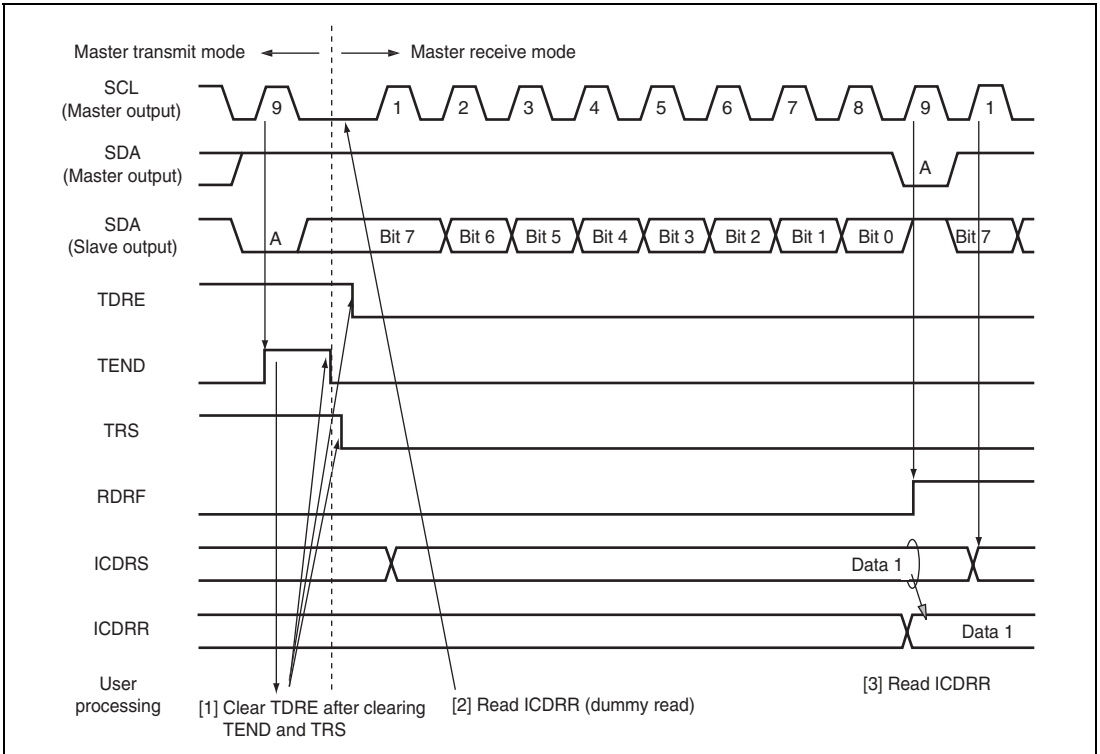 Master transmit mode
Master receive mode
SCL
(Master output)
9
1
2
3
4
5
6
7
8
9
1
SDA
(Master output)
A
SDA
(Slave output)
A
Bit 7
Bit 6
Bit 5
Bit 4
Bit 3
Bit 2
Bit 1
Bit 0
Bit 7
TDRE
TEND
TRS
RDRF
ICDRS
Data 1
ICDRR
Data 1
User
processing
[1] Clear TDRE after clearing
TEND and TRS
[2] Read ICDRR (dummy read)
[3] Read ICDRR